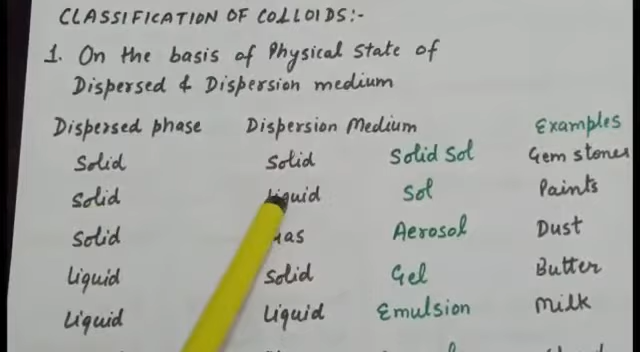 CLASSIFICATION OF COLLOIDS:-
1. On the basis of Physical State of
Dispersed & Dispersion medium
Dispersed phase Dispersion Medium Examples
Solid Solid Solid Sol Gem stones
Solid Liquid Sol Paints
Solid Gas Aerosol Dust
Liquid Solid Gel Butter
Liquid Liquid Emulsion Milk